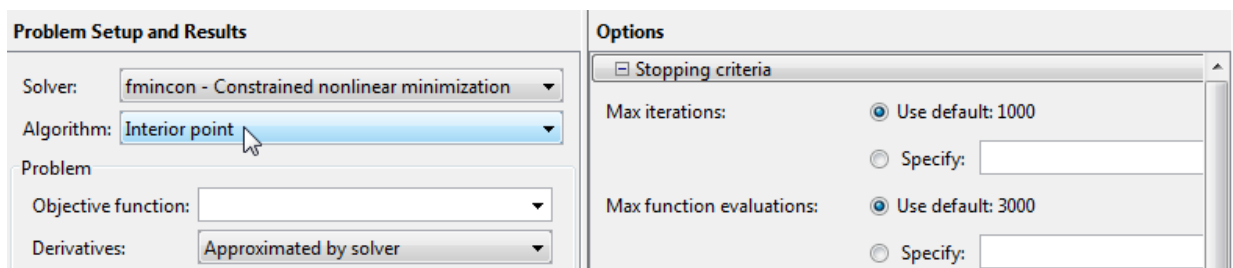 Problem Setup and Results
Solver: fmincon - Constrained nonlinear minimization
Algorithm: Interior point
Problem
Objective function:
Derivatives: Approximated by solver
Options
Stopping criteria
Max iterations: Use default: 1000
Specify:
Max function evaluations: Use default: 3000
Specify: